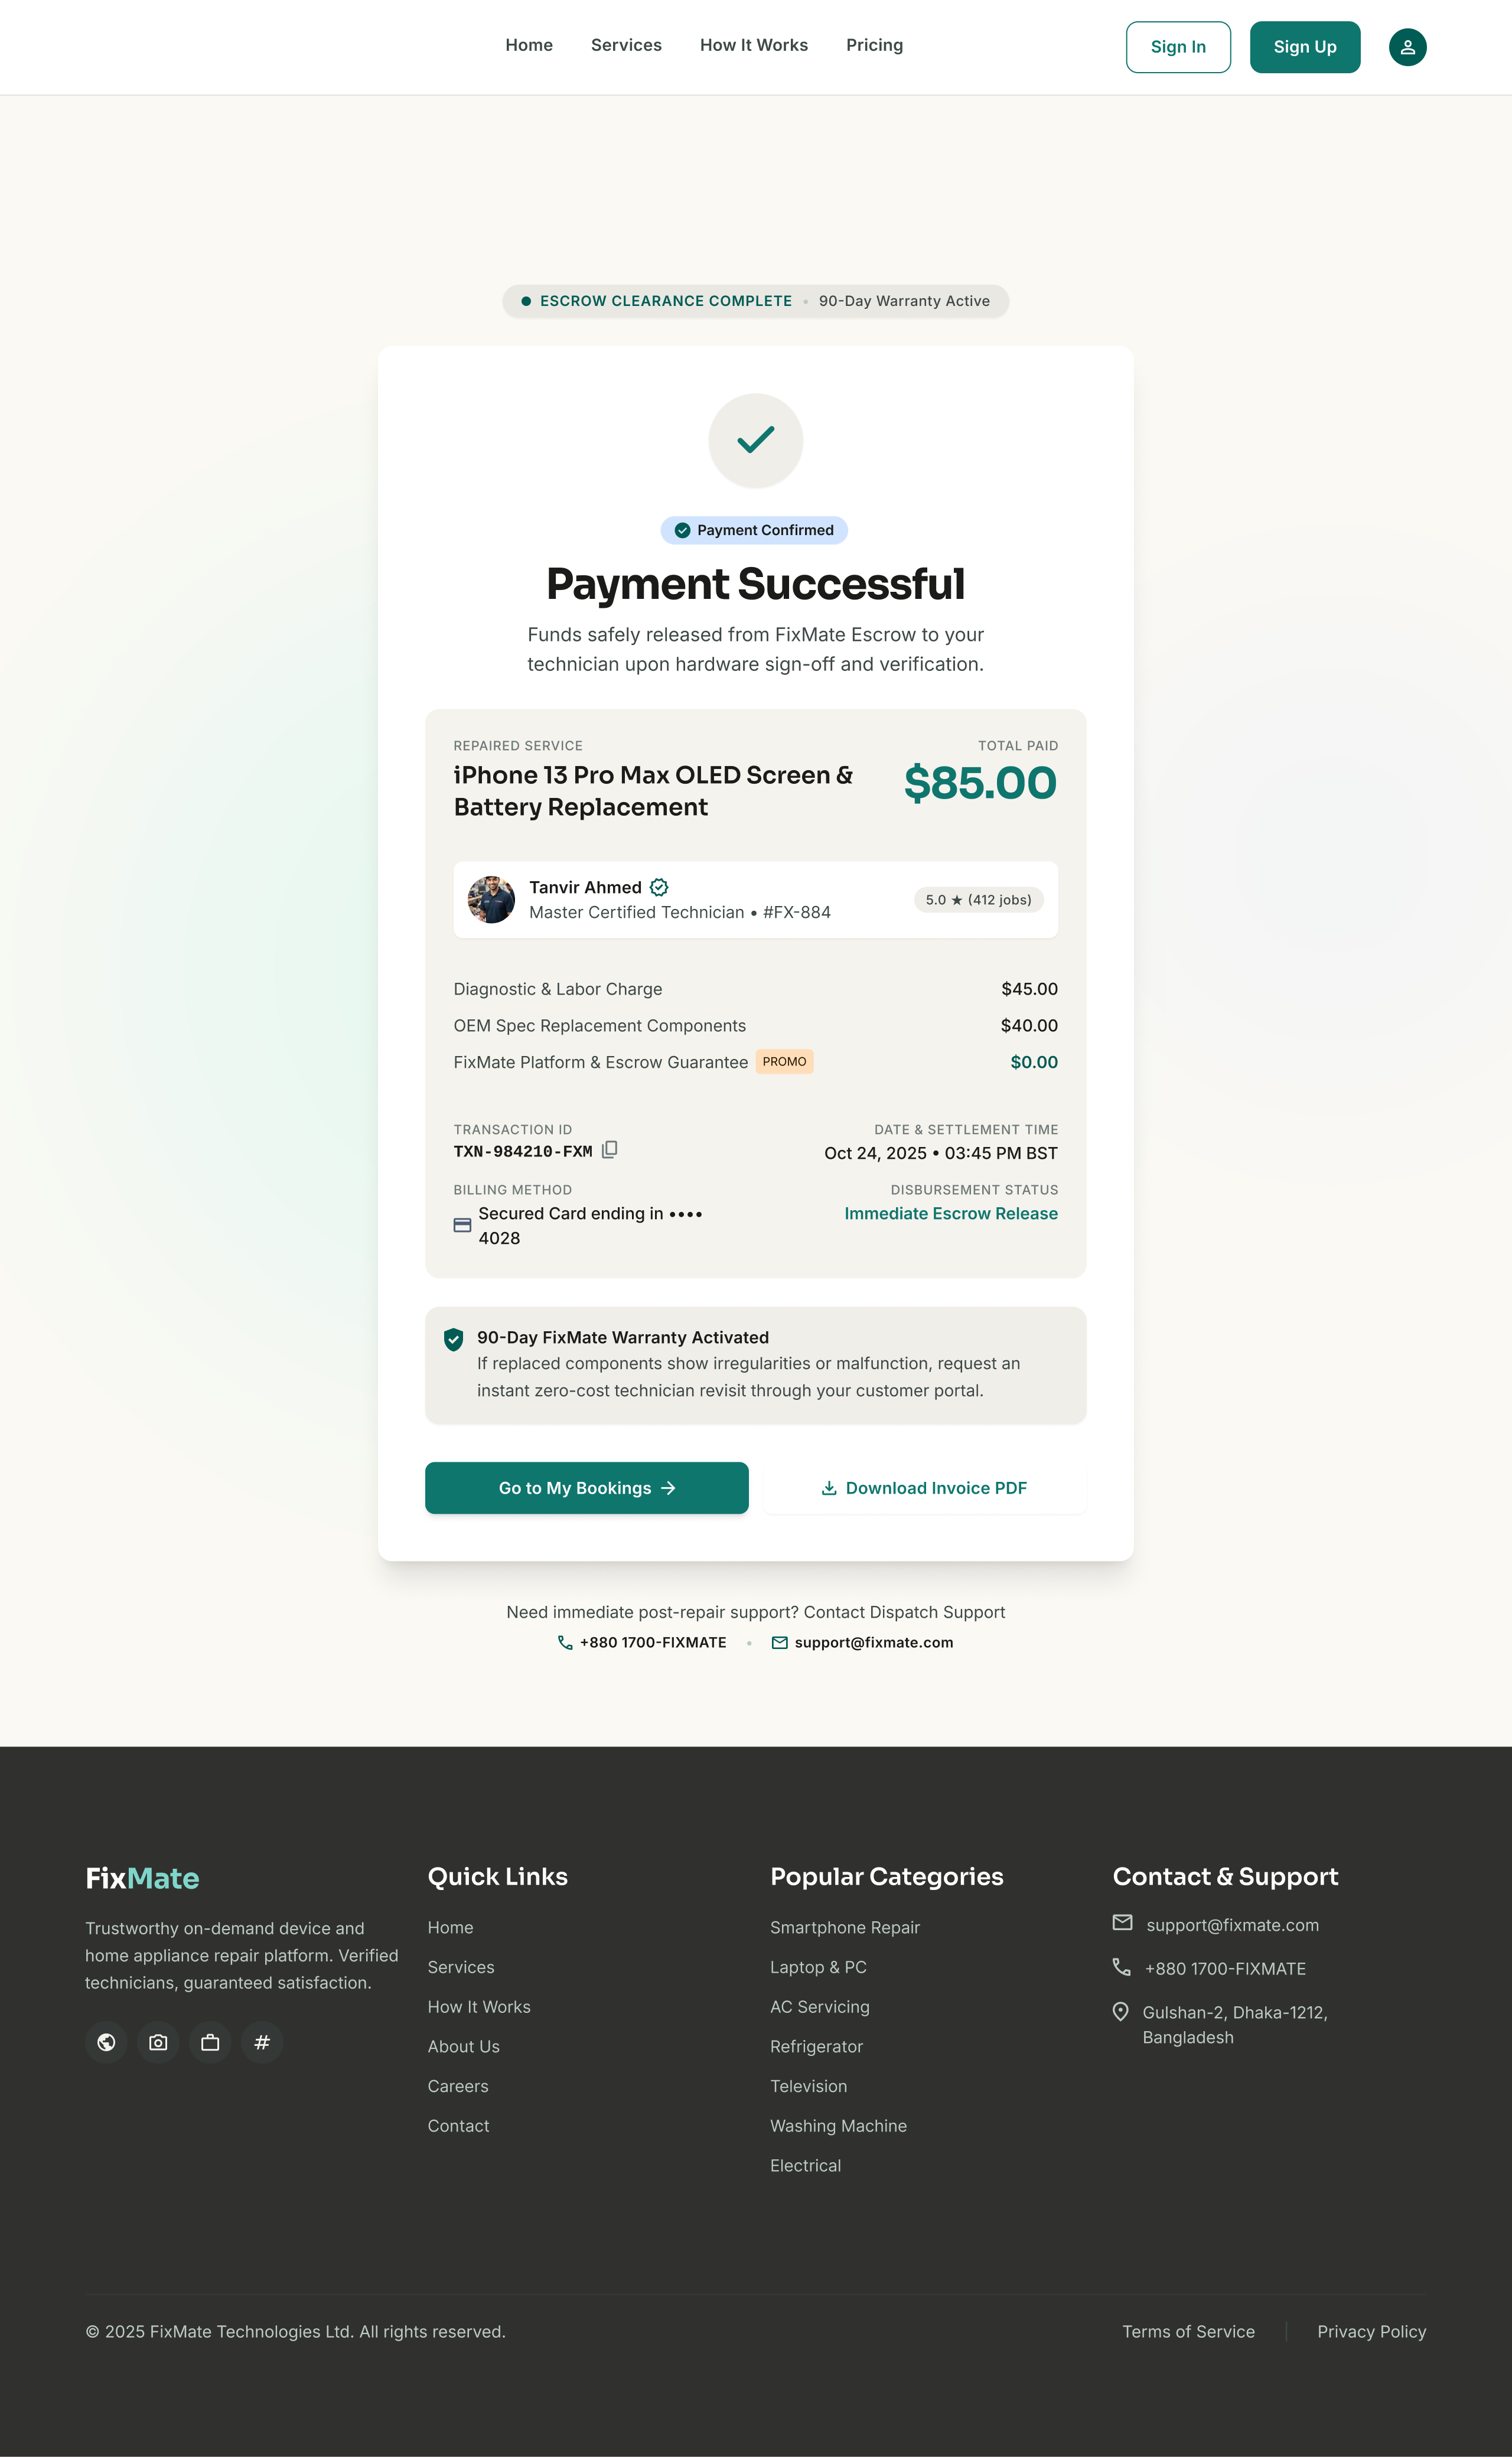 Home Services How It Works Pricing Sign In Sign Up
ESCROW CLEARANCE COMPLETE • 90-Day Warranty Active
Payment Confirmed
Payment Successful
Funds safely released from FixMate Escrow to your
technician upon hardware sign-off and verification.
REPAIRED SERVICE
iPhone 13 Pro Max OLED Screen &
Battery Replacement
TOTAL PAID
$85.00
Tanvir Ahmed
Master Certified Technician • #FX-884
5.0 ★ (412 jobs)
Diagnostic & Labor Charge $45.00
OEM Spec Replacement Components $40.00
FixMate Platform & Escrow Guarantee PROMO $0.00
TRANSACTION ID
TXN-984210-FXM
DATE & SETTLEMENT TIME
Oct 24, 2025 • 03:45 PM BST
BILLING METHOD
Secured Card ending in ••••
4028
DISBURSEMENT STATUS
Immediate Escrow Release
90-Day FixMate Warranty Activated
If replaced components show irregularities or malfunction, request an
instant zero-cost technician revisit through your customer portal.
Go to My Bookings →
Download Invoice PDF
Need immediate post-repair support? Contact Dispatch Support
+880 1700-FIXMATE • support@fixmate.com
FixMate
Trustworthy on-demand device and
home appliance repair platform. Verified
technicians, guaranteed satisfaction.
#
Quick Links
Home
Services
How It Works
About Us
Careers
Contact
Popular Categories
Smartphone Repair
Laptop & PC
AC Servicing
Refrigerator
Television
Washing Machine
Electrical
Contact & Support
support@fixmate.com
+880 1700-FIXMATE
Gulshan-2, Dhaka-1212,
Bangladesh
© 2025 FixMate Technologies Ltd. All rights reserved.
Terms of Service | Privacy Policy